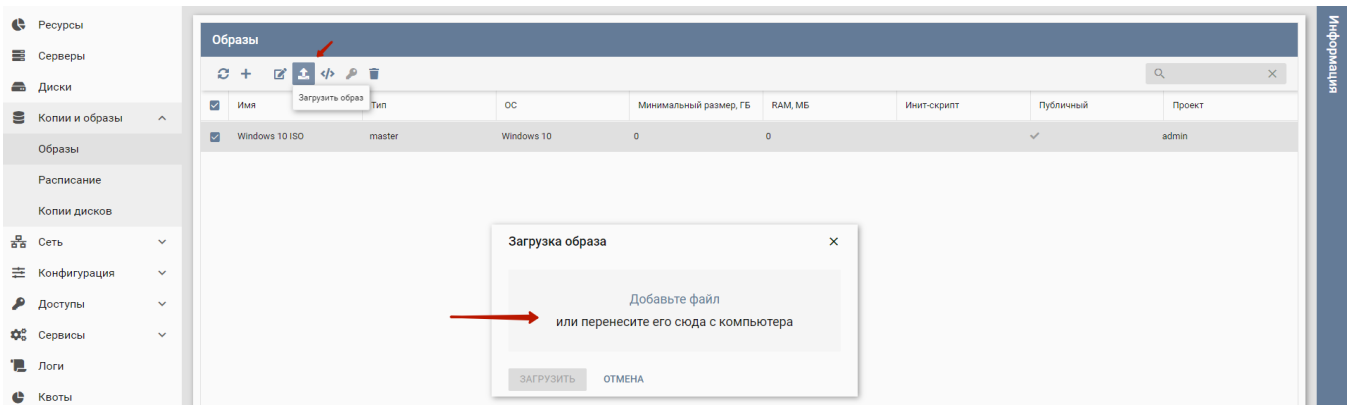 Ресурсы
Серверы
Диски
Копии и образы
Образы
Расписание
Копии дисков
Сеть
Конфигурация
Доступы
Сервисы
Логи
Квоты
Образы
Загрузить образ
Имя Тип ОС Минимальный размер, ГБ RAM, МБ Инит-скрипт Публичный Проект
Windows 10 ISO master Windows 10 0 0 admin
Загрузка образа
Добавьте файл
или перенесите его сюда с компьютера
ЗАГРУЗИТЬ ОТМЕНА
Информация